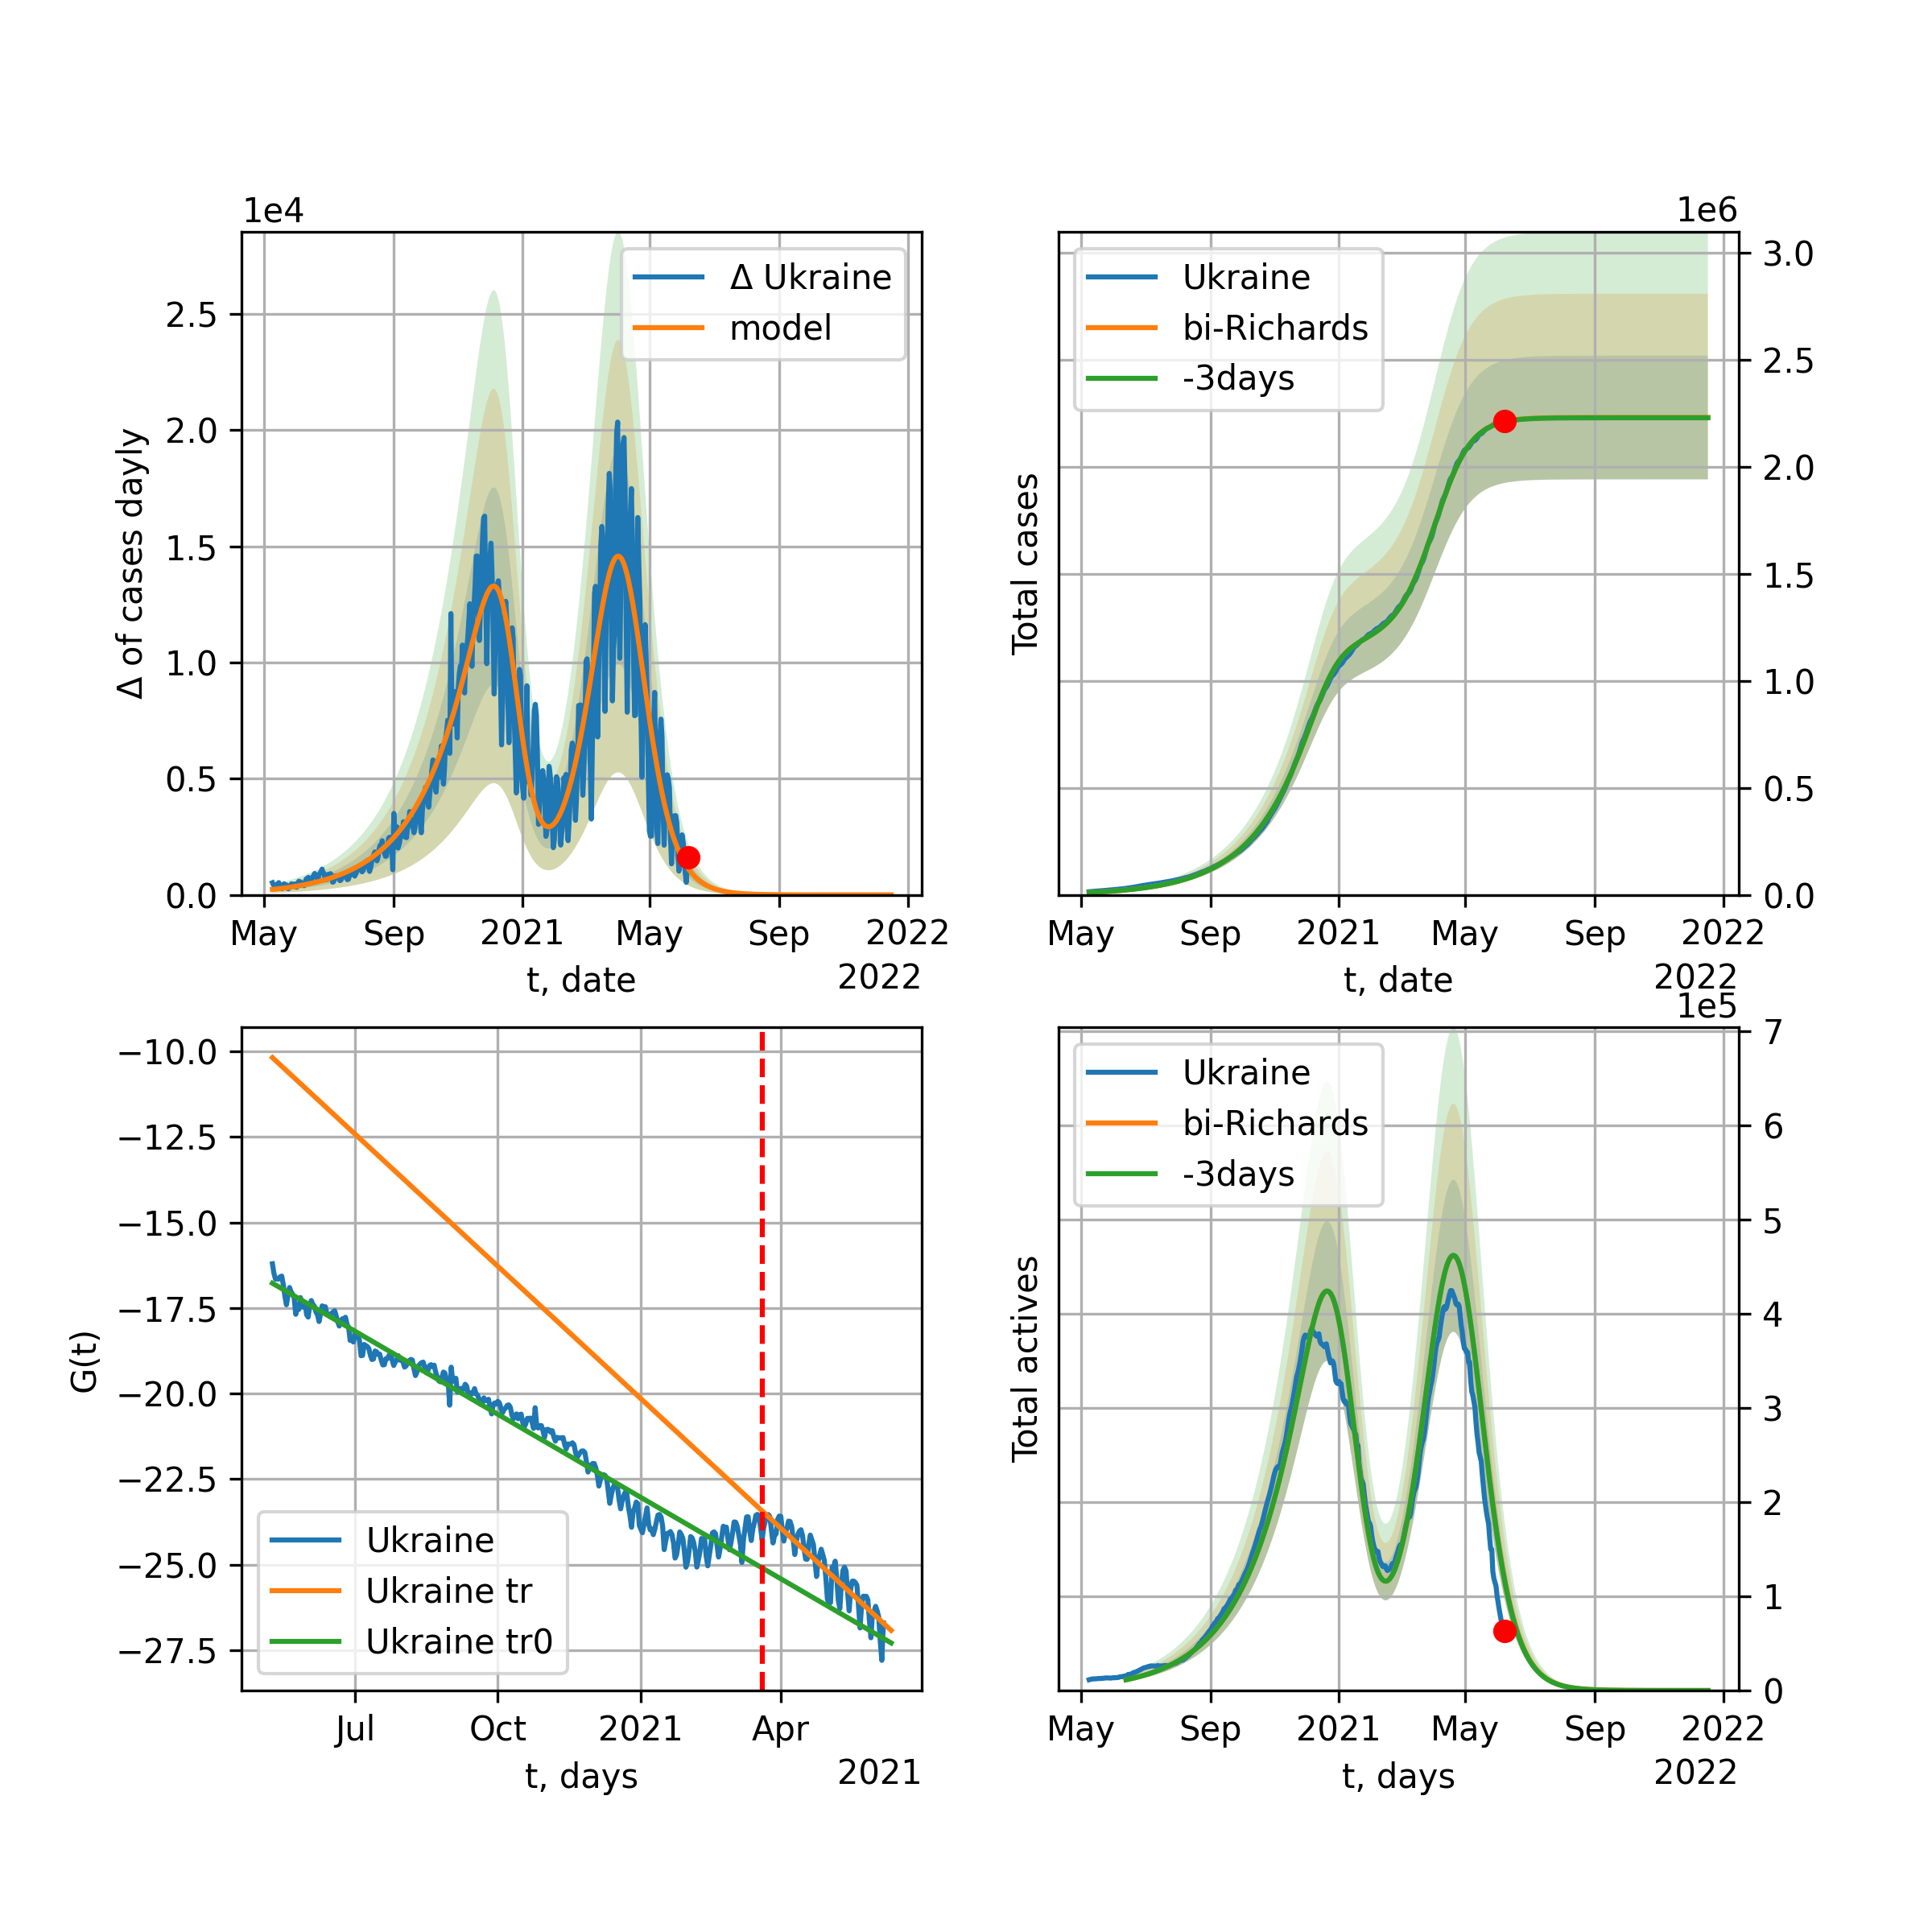 1e4
Δ of cases dayly
2.5
2.0
1.5
1.0
0.5
0.0
Δ Ukraine
model
May Sep 2021 May Sep 2022
t, date
2022
1e6
Total cases
3.0
2.5
2.0
1.5
1.0
0.5
0.0
Ukraine
bi-Richards
-3days
May Sep 2021 May Sep 2022
t, date
2022
G(t)
−10.0
−12.5
−15.0
−17.5
−20.0
−22.5
−25.0
−27.5
Ukraine
Ukraine tr
Ukraine tr0
Jul Oct 2021 Apr
t, days
2021
1e5
Total actives
7
6
5
4
3
2
1
0
Ukraine
bi-Richards
-3days
May Sep 2021 May Sep 2022
t, days
2022